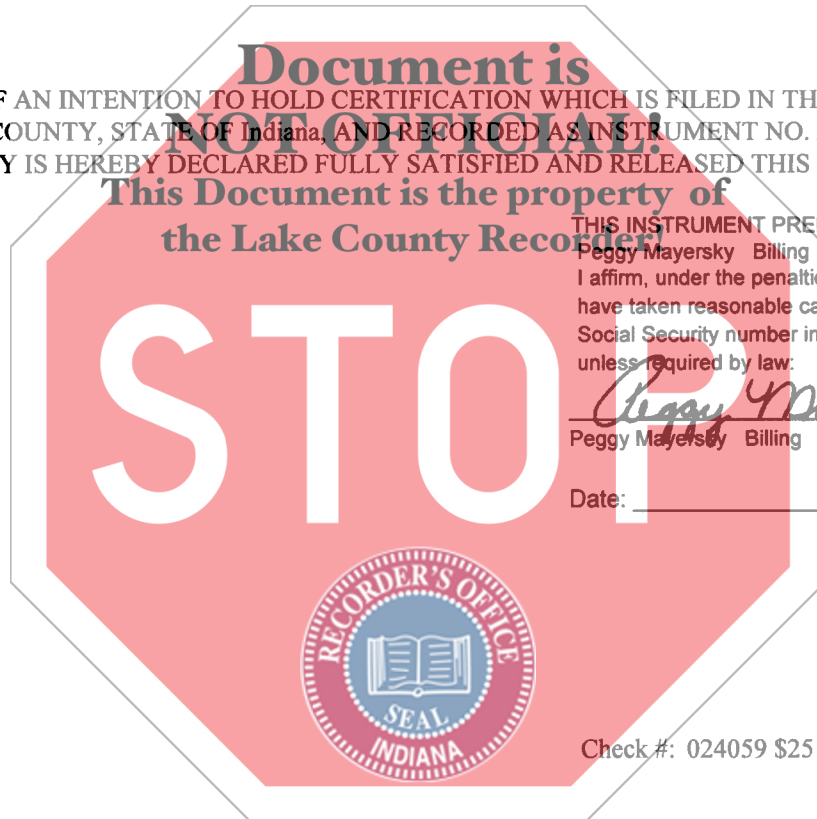 Document is
F AN INTENTION TO HOLD CERTIFICATION WHICH IS FILED IN TH
COUNTY, STATE OF Indiana, AND RECORDED AS INSTRUMENT NO.
NOT OFFICIAL!
Y IS HEREBY DECLARED FULLY SATISFIED AND RELEASED THIS
This Document is the property of
the Lake County Recorder!
THIS INSTRUMENT PRE
Peggy Mayersky Billing
I affirm, under the penalti
have taken reasonable ca
Social Security number in
unless required by law:
STOP
Peggy M
Peggy Mayersky Billing
Date:
RECORDER'S OFFICE
SEAL
INDIANA
Check #: 024059 $25